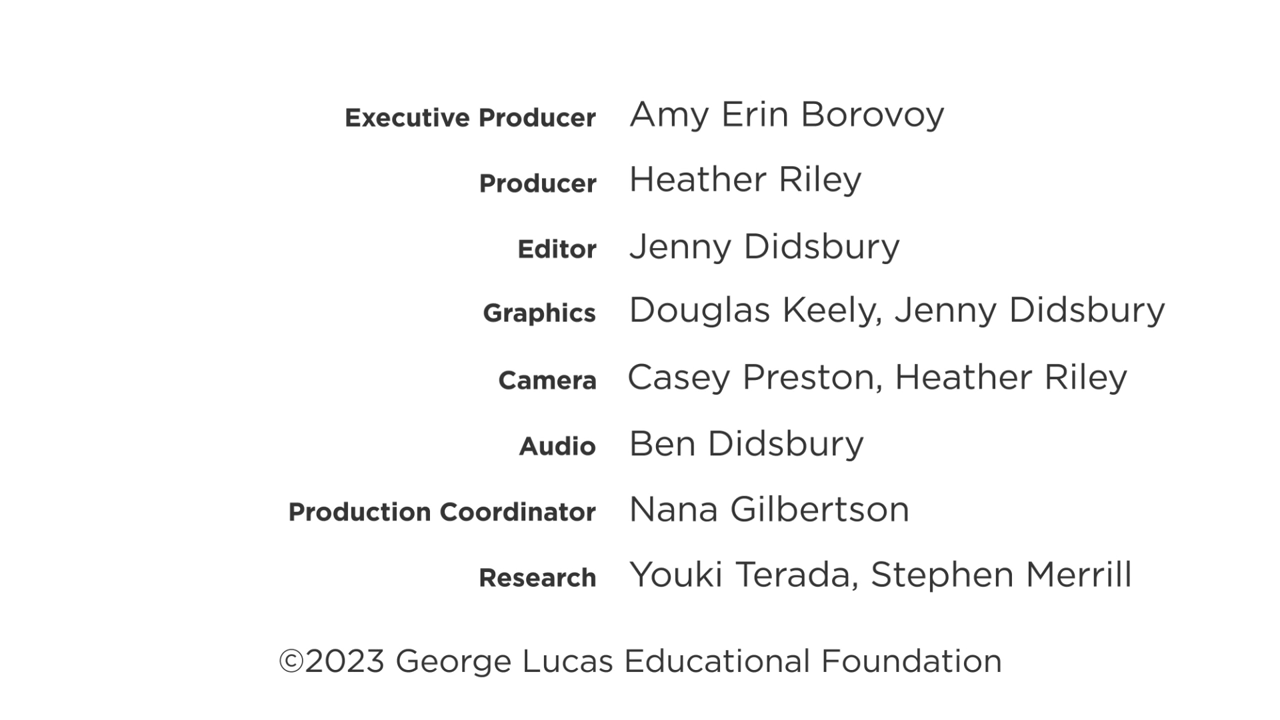 Executive Producer Amy Erin Borovoy
Producer Heather Riley
Editor Jenny Didsbury
Graphics Douglas Keely, Jenny Didsbury
Camera Casey Preston, Heather Riley
Audio Ben Didsbury
Production Coordinator Nana Gilbertson
Research Youki Terada, Stephen Merrill
©2023 George Lucas Educational Foundation